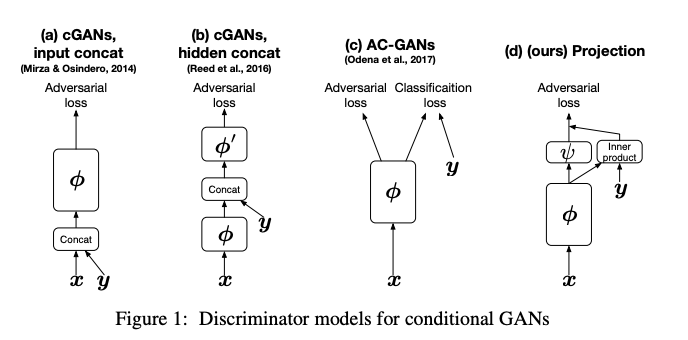 (a) cGANs,
input concat
(Mirza & Osindero, 2014)
Adversarial
loss
ϕ
Concat
x y
(b) cGANs,
hidden concat
(Reed et al., 2016)
Adversarial
loss
ϕ′
Concat
y
ϕ
x
(c) AC-GANs
(Odena et al., 2017)
Adversarial
loss
Classificaition
loss
y
ϕ
x
(d) (ours) Projection
Adversarial
loss
ψ
Inner
product
y
ϕ
x
Figure 1: Discriminator models for conditional GANs